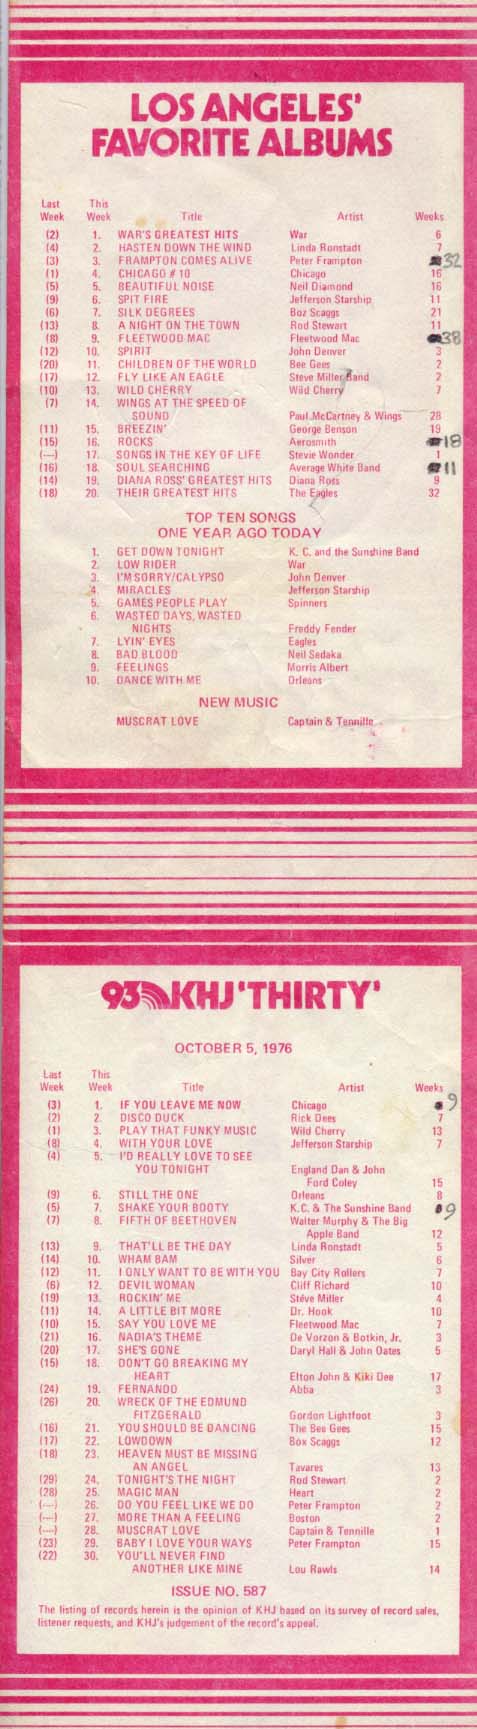 LOS ANGELES'
FAVORITE ALBUMS
Last This
Week Week Title Artist Weeks
(2) 1. WAR'S GREATEST HITS War 6
(4) 2. HASTEN DOWN THE WIND Linda Ronstadt 7
(3) 3. FRAMPTON COMES ALIVE Peter Frampton 32
(1) 4. CHICAGO # 10 Chicago 16
(5) 5. BEAUTIFUL NOISE Neil Diamond 16
(9) 6. SPIT FIRE Jefferson Starship 11
(6) 7. SILK DEGREES Boz Scaggs 21
(13) 8. A NIGHT ON THE TOWN Rod Stewart 11
(8) 9. FLEETWOOD MAC Fleetwood Mac 38
(12) 10. SPIRIT John Denver 3
(20) 11. CHILDREN OF THE WORLD Bee Gees 2
(17) 12. FLY LIKE AN EAGLE Steve Miller Band 2
(10) 13. WILD CHERRY Wild Cherry 7
(7) 14. WINGS AT THE SPEED OF
SOUND Paul McCartney & Wings 28
(11) 15. BREEZIN' George Benson 19
(15) 16. ROCKS Aerosmith 18
(---) 17. SONGS IN THE KEY OF LIFE Stevie Wonder 1
(16) 18. SOUL SEARCHING Average White Band 11
(14) 19. DIANA ROSS' GREATEST HITS Diana Ross 9
(18) 20. THEIR GREATEST HITS The Eagles 32
TOP TEN SONGS
ONE YEAR AGO TODAY
1. GET DOWN TONIGHT K. C. and the Sunshine Band
2. LOW RIDER War
3. I'M SORRY/CALYPSO John Denver
4. MIRACLES Jefferson Starship
5. GAMES PEOPLE PLAY Spinners
6. WASTED DAYS, WASTED
NIGHTS Freddy Fender
7. LYIN' EYES Eagles
8. BAD BLOOD Neil Sedaka
9. FEELINGS Morris Albert
10. DANCE WITH ME Orleans
NEW MUSIC
MUSCRAT LOVE Captain & Tennille
93 KHJ 'THIRTY'
OCTOBER 5, 1976
Last This
Week Week Title Artist Weeks
(3) 1. IF YOU LEAVE ME NOW Chicago 9
(2) 2. DISCO DUCK Rick Dees 7
(1) 3. PLAY THAT FUNKY MUSIC Wild Cherry 13
(8) 4. WITH YOUR LOVE Jefferson Starship 7
(4) 5. I'D REALLY LOVE TO SEE
YOU TONIGHT England Dan & John
Ford Coley 15
(9) 6. STILL THE ONE Orleans 8
(5) 7. SHAKE YOUR BOOTY K.C. & The Sunshine Band 9
(7) 8. FIFTH OF BEETHOVEN Walter Murphy & The Big
Apple Band 12
(13) 9. THAT'LL BE THE DAY Linda Ronstadt 5
(14) 10. WHAM BAM Silver 6
(12) 11. I ONLY WANT TO BE WITH YOU Bay City Rollers 7
(6) 12. DEVIL WOMAN Cliff Richard 10
(19) 13. ROCKIN' ME Steve Miller 4
(11) 14. A LITTLE BIT MORE Dr. Hook 10
(10) 15. SAY YOU LOVE ME Fleetwood Mac 7
(21) 16. NADIA'S THEME De Vorzon & Botkin, Jr. 3
(20) 17. SHE'S GONE Daryl Hall & John Oates 5
(15) 18. DON'T GO BREAKING MY
HEART Elton John & Kiki Dee 17
(24) 19. FERNANDO Abba 3
(26) 20. WRECK OF THE EDMUND
FITZGERALD Gordon Lightfoot 3
(16) 21. YOU SHOULD BE DANCING The Bee Gees 15
(17) 22. LOWDOWN Box Scaggs 12
(18) 23. HEAVEN MUST BE MISSING
AN ANGEL Tavares 13
(29) 24. TONIGHT'S THE NIGHT Rod Stewart 2
(28) 25. MAGIC MAN Heart 2
(---) 26. DO YOU FEEL LIKE WE DO Peter Frampton 2
(---) 27. MORE THAN A FEELING Boston 2
(---) 28. MUSCRAT LOVE Captain & Tennille 1
(23) 29. BABY I LOVE YOUR WAYS Peter Frampton 15
(22) 30. YOU'LL NEVER FIND
ANOTHER LIKE MINE Lou Rawls 14
ISSUE NO. 587
The listing of records herein is the opinion of KHJ based on its survey of record sales,
listener requests, and KHJ's judgement of the record's appeal.